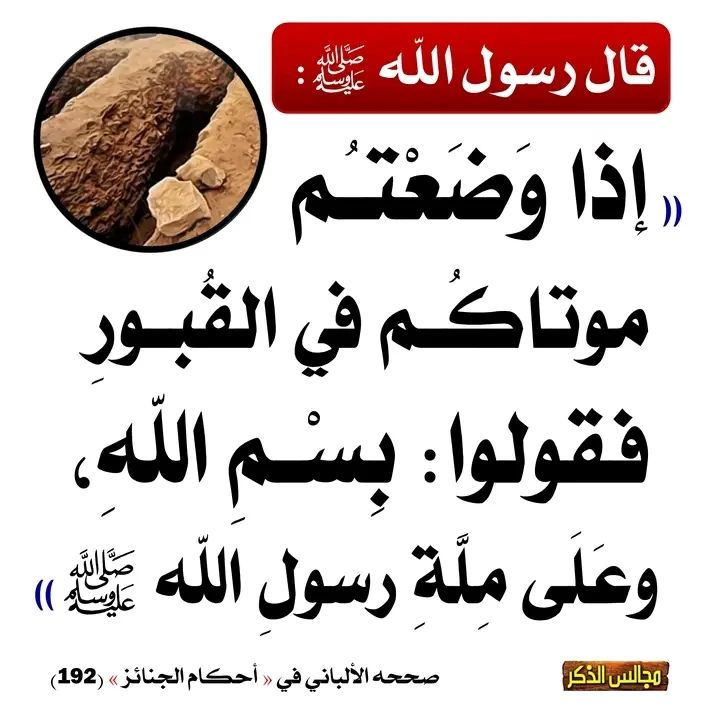 قال رسول الله ﷺ :
(( إذا وَضَعْتُم
موتاكُم في القُبورِ
فقولوا: بِسْمِ اللّهِ،
وعَلَى مِلَّةِ رسولِ اللّه ﷺ ))
صححه الألباني في « أحكام الجنائز » (192)
مجالس الذكر